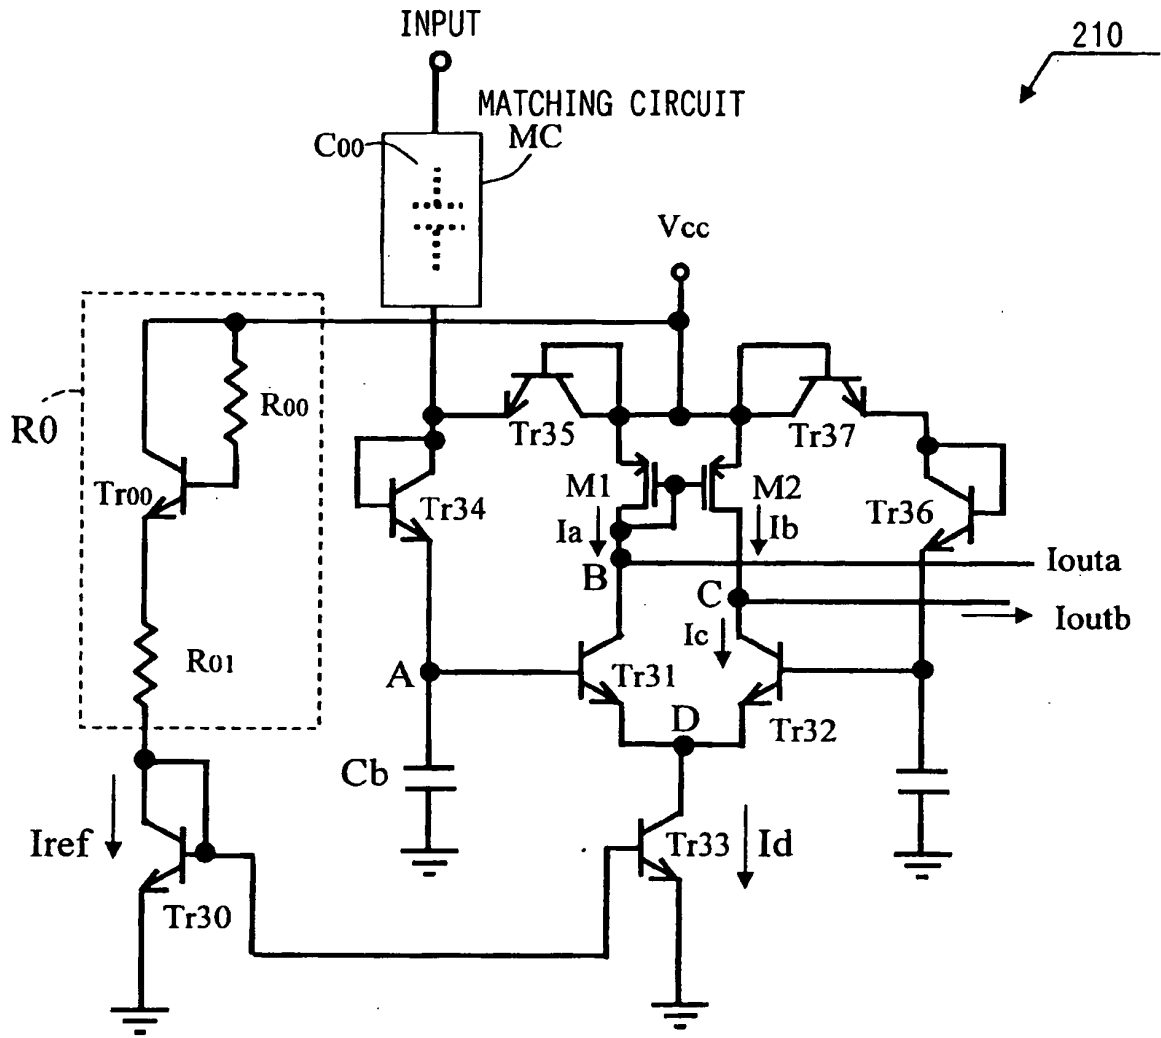 INPUT
210
MATCHING CIRCUIT
C00
MC
Vcc
R0
R00
Tr35
Tr37
Tr00
Tr34
M1
M2
Tr36
Ia
Ib
B
Iouta
C
Ioutb
Ic
R01
A
Tr31
D
Tr32
Cb
Iref
Tr33
Id
Tr30